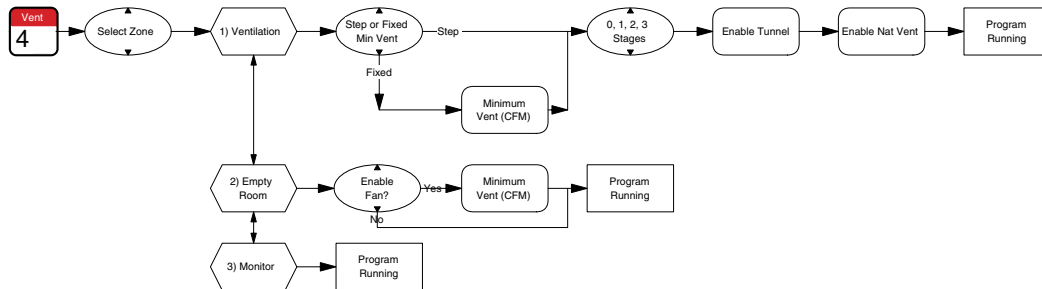 Vent
4
Select Zone
1) Ventilation
Step or Fixed
Min Vent
Step
Fixed
Minimum
Vent (CFM)
0, 1, 2, 3
Stages
Enable Tunnel
Enable Nat Vent
Program
Running
2) Empty
Room
Enable
Fan?
Yes
No
Minimum
Vent (CFM)
Program
Running
3) Monitor
Program
Running